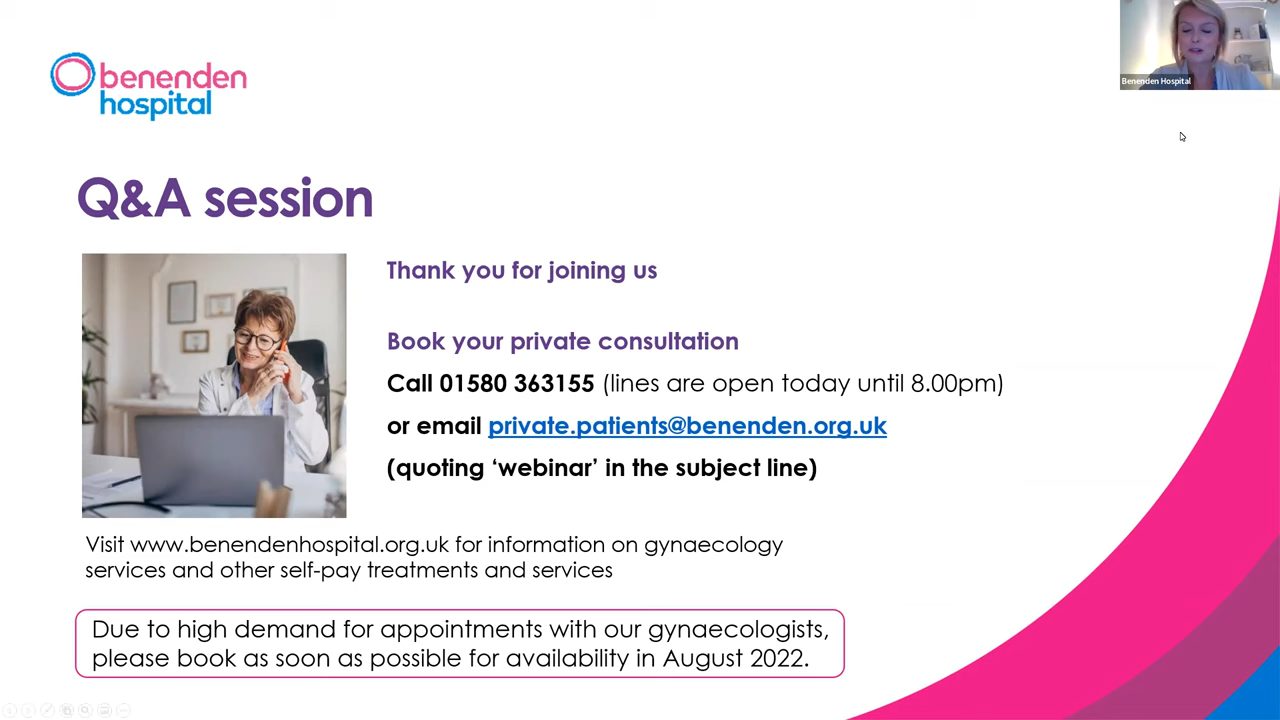 benenden
hospital
Benenden Hospital
Q&A session
Thank you for joining us
Book your private consultation
Call 01580 363155 (lines are open today until 8.00pm)
or email private.patients@benenden.org.uk
(quoting ‘webinar’ in the subject line)
Visit www.benendenhospital.org.uk for information on gynaecology
services and other self-pay treatments and services
Due to high demand for appointments with our gynaecologists,
please book as soon as possible for availability in August 2022.